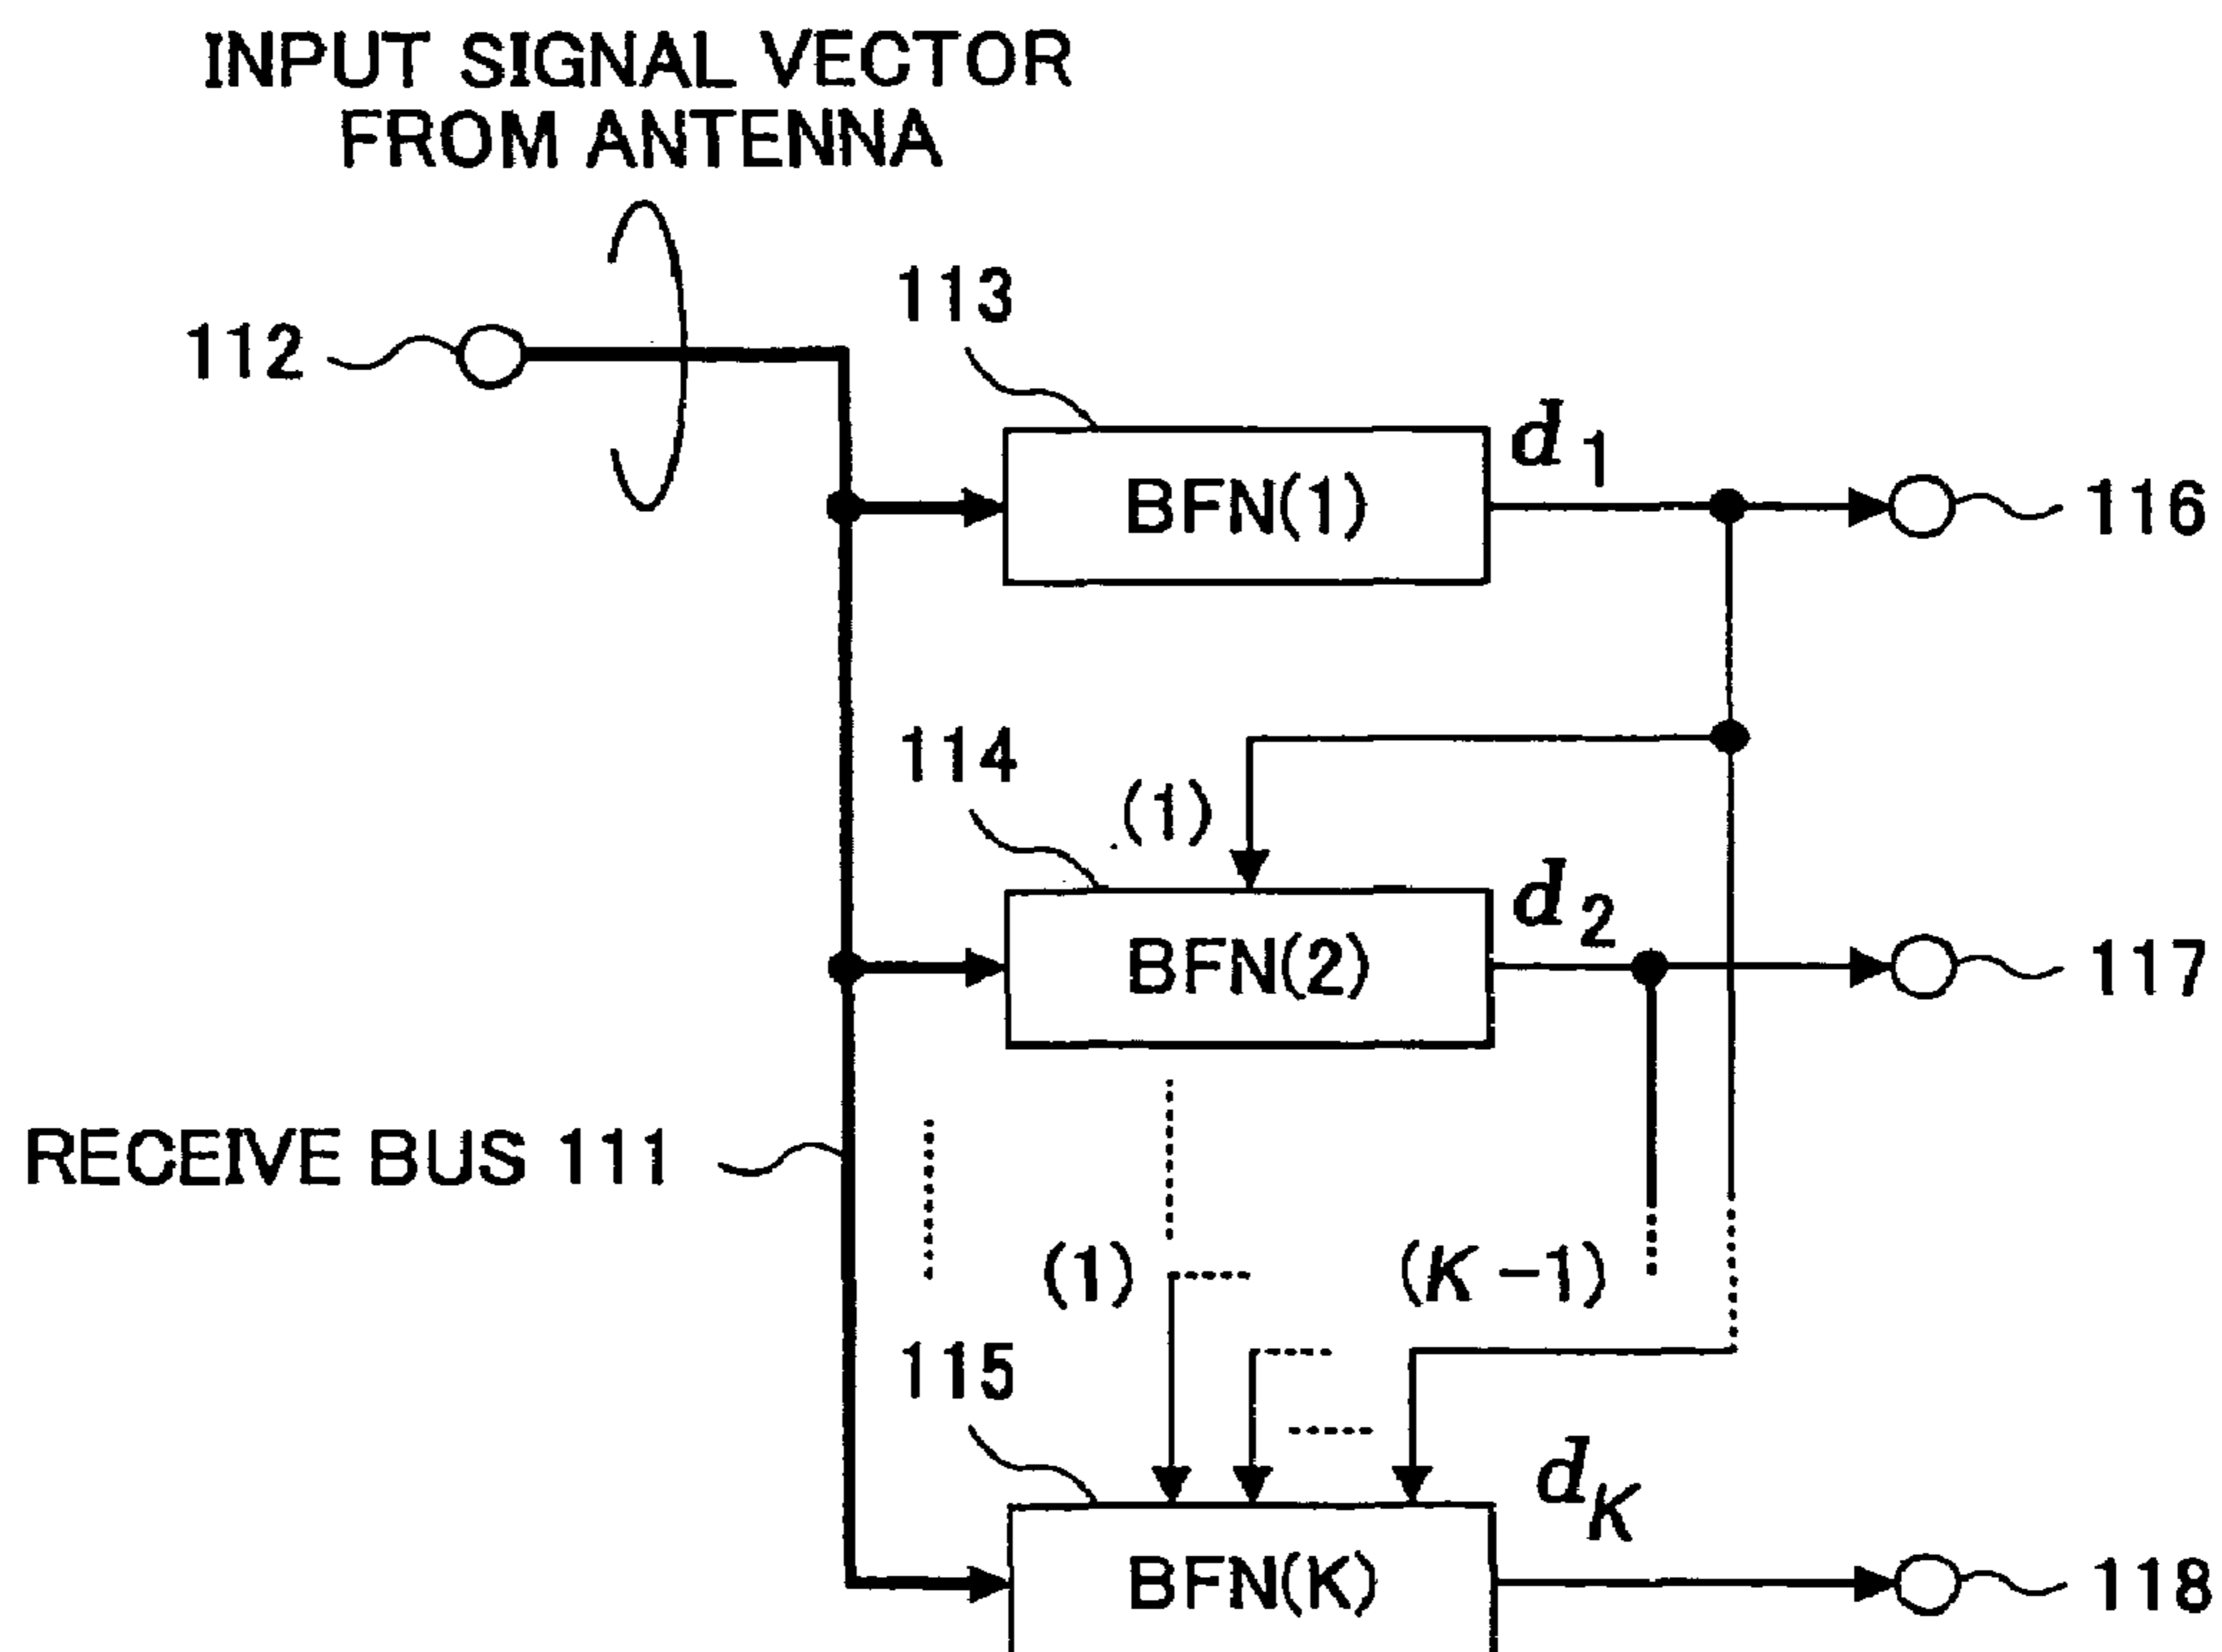 INPUT SIGNAL VECTOR
FROM ANTENNA
113
112
d1
BFN(1)
116
114
(1)
d2
BFN(2)
117
RECEIVE BUS 111
(1)
(K-1)
115
dK
BFN(K)
118